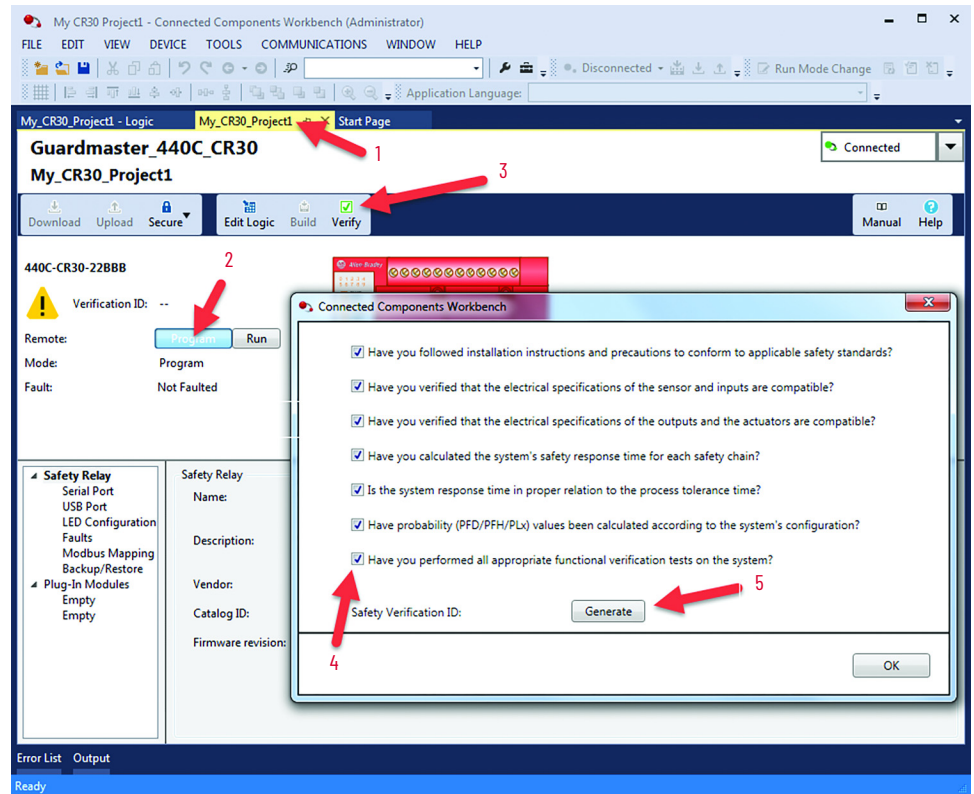 My CR30 Project1 - Connected Components Workbench (Administrator)
FILE EDIT VIEW DEVICE TOOLS COMMUNICATIONS WINDOW HELP
Disconnected Run Mode Change
Application Language:
My_CR30_Project1 - Logic My_CR30_Project1 Start Page
1
Guardmaster_440C_CR30
Connected
My_CR30_Project1
3
Download Upload Secure Edit Logic Build Verify Manual Help
440C-CR30-22BBB
2
Allen Bradley
Verification ID: --
Remote: Program Run
Mode: Program
Fault: Not Faulted
Connected Components Workbench
Have you followed installation instructions and precautions to conform to applicable safety standards?
Have you verified that the electrical specifications of the sensor and inputs are compatible?
Have you verified that the electrical specifications of the outputs and the actuators are compatible?
Have you calculated the system's safety response time for each safety chain?
Is the system response time in proper relation to the process tolerance time?
Have probability (PFD/PFH/PLx) values been calculated according to the system's configuration?
Have you performed all appropriate functional verification tests on the system?
5
Safety Verification ID: Generate
4
OK
Safety Relay
Serial Port
USB Port
LED Configuration
Faults
Modbus Mapping
Backup/Restore
Plug-In Modules
Empty
Empty
Safety Relay
Name:
Description:
Vendor:
Catalog ID:
Firmware revision:
Error List Output
Ready